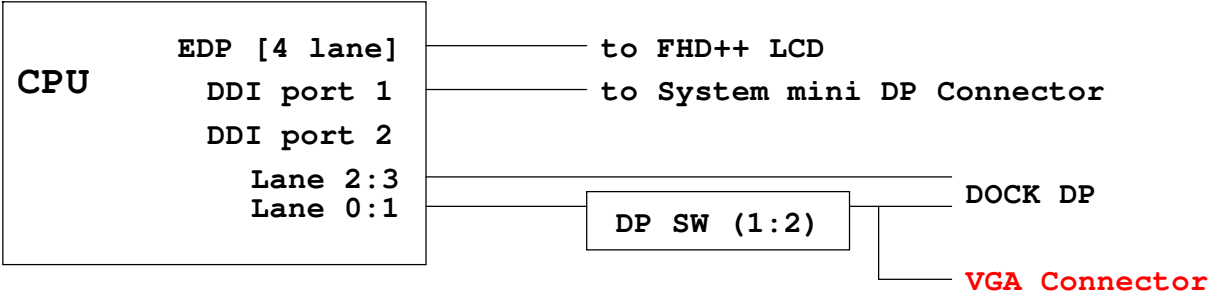 EDP [4 lane]
to FHD++ LCD
CPU
DDI port 1
to System mini DP Connector
DDI port 2
Lane 2:3
DOCK DP
Lane 0:1
DP SW (1:2)
VGA Connector